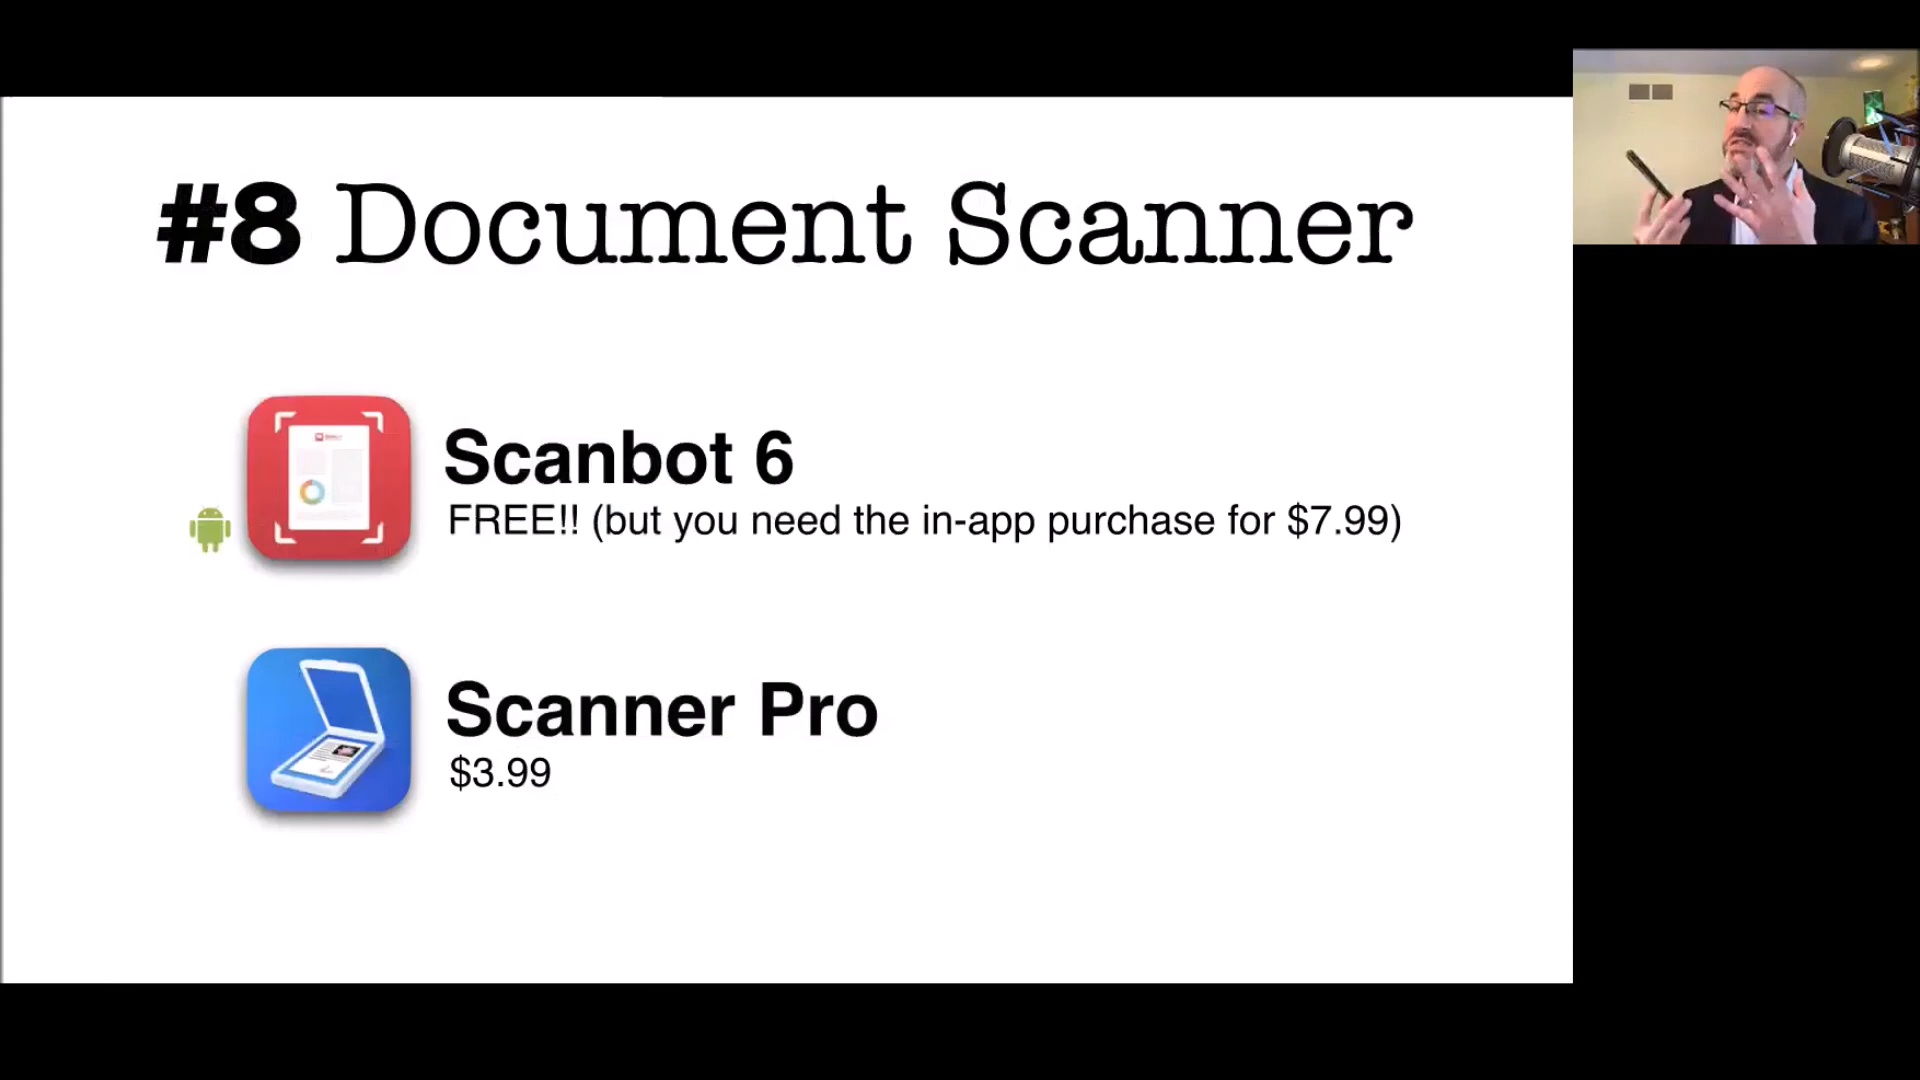 #8 Document Scanner
Scanbot 6
FREE!! (but you need the in-app purchase for $7.99)
Scanner Pro
$3.99